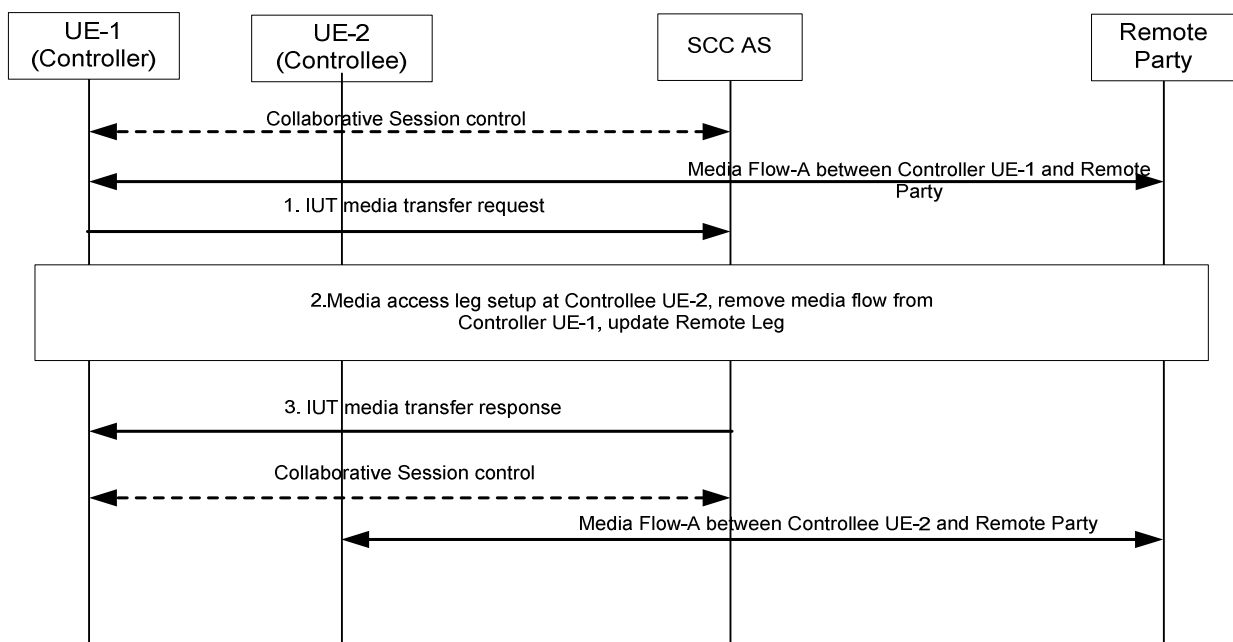 UE-1
(Controller)
UE-2
(Controllee)
SCC AS
Remote
Party
Collaborative Session control
Media Flow-A between Controller UE-1 and Remote
Party
1. IUT media transfer request
2.Media access leg setup at Controllee UE-2, remove media flow from
Controller UE-1, update Remote Leg
3. IUT media transfer response
Collaborative Session control
Media Flow-A between Controllee UE-2 and Remote Party